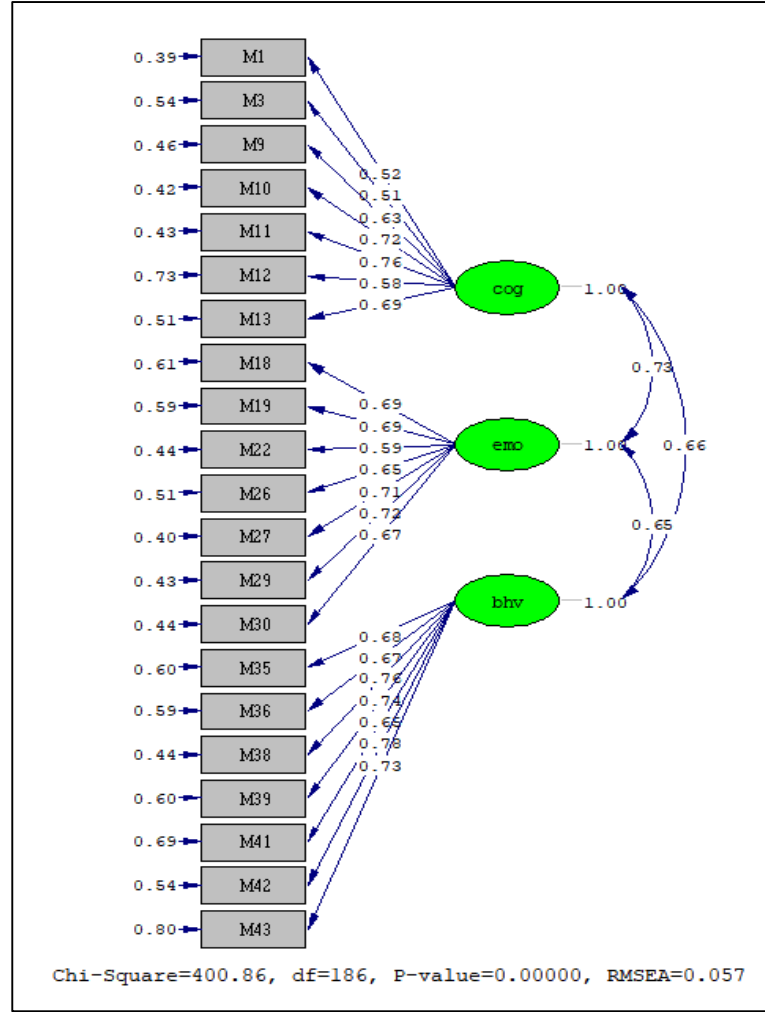 0.39 M1
0.54 M3
0.46 M9
0.52
0.42 M10
0.51
0.63
0.43 M11
0.72
0.76
0.73 M12
0.58
cog 1.00
0.69
0.51 M13
0.61 M18
0.73
0.69
0.59 M19
0.69
0.44 M22
0.59
emo 1.00
0.66
0.65
0.51 M26
0.71
0.72
0.65
0.40 M27
0.67
0.43 M29
bhv 1.00
0.44 M30
0.68
0.60 M35
0.67
0.76
0.59 M36
0.74
0.65
0.44 M38
0.78
0.73
0.60 M39
0.69 M41
0.54 M42
0.80 M43
Chi-Square=400.86, df=186, P-value=0.00000, RMSEA=0.057